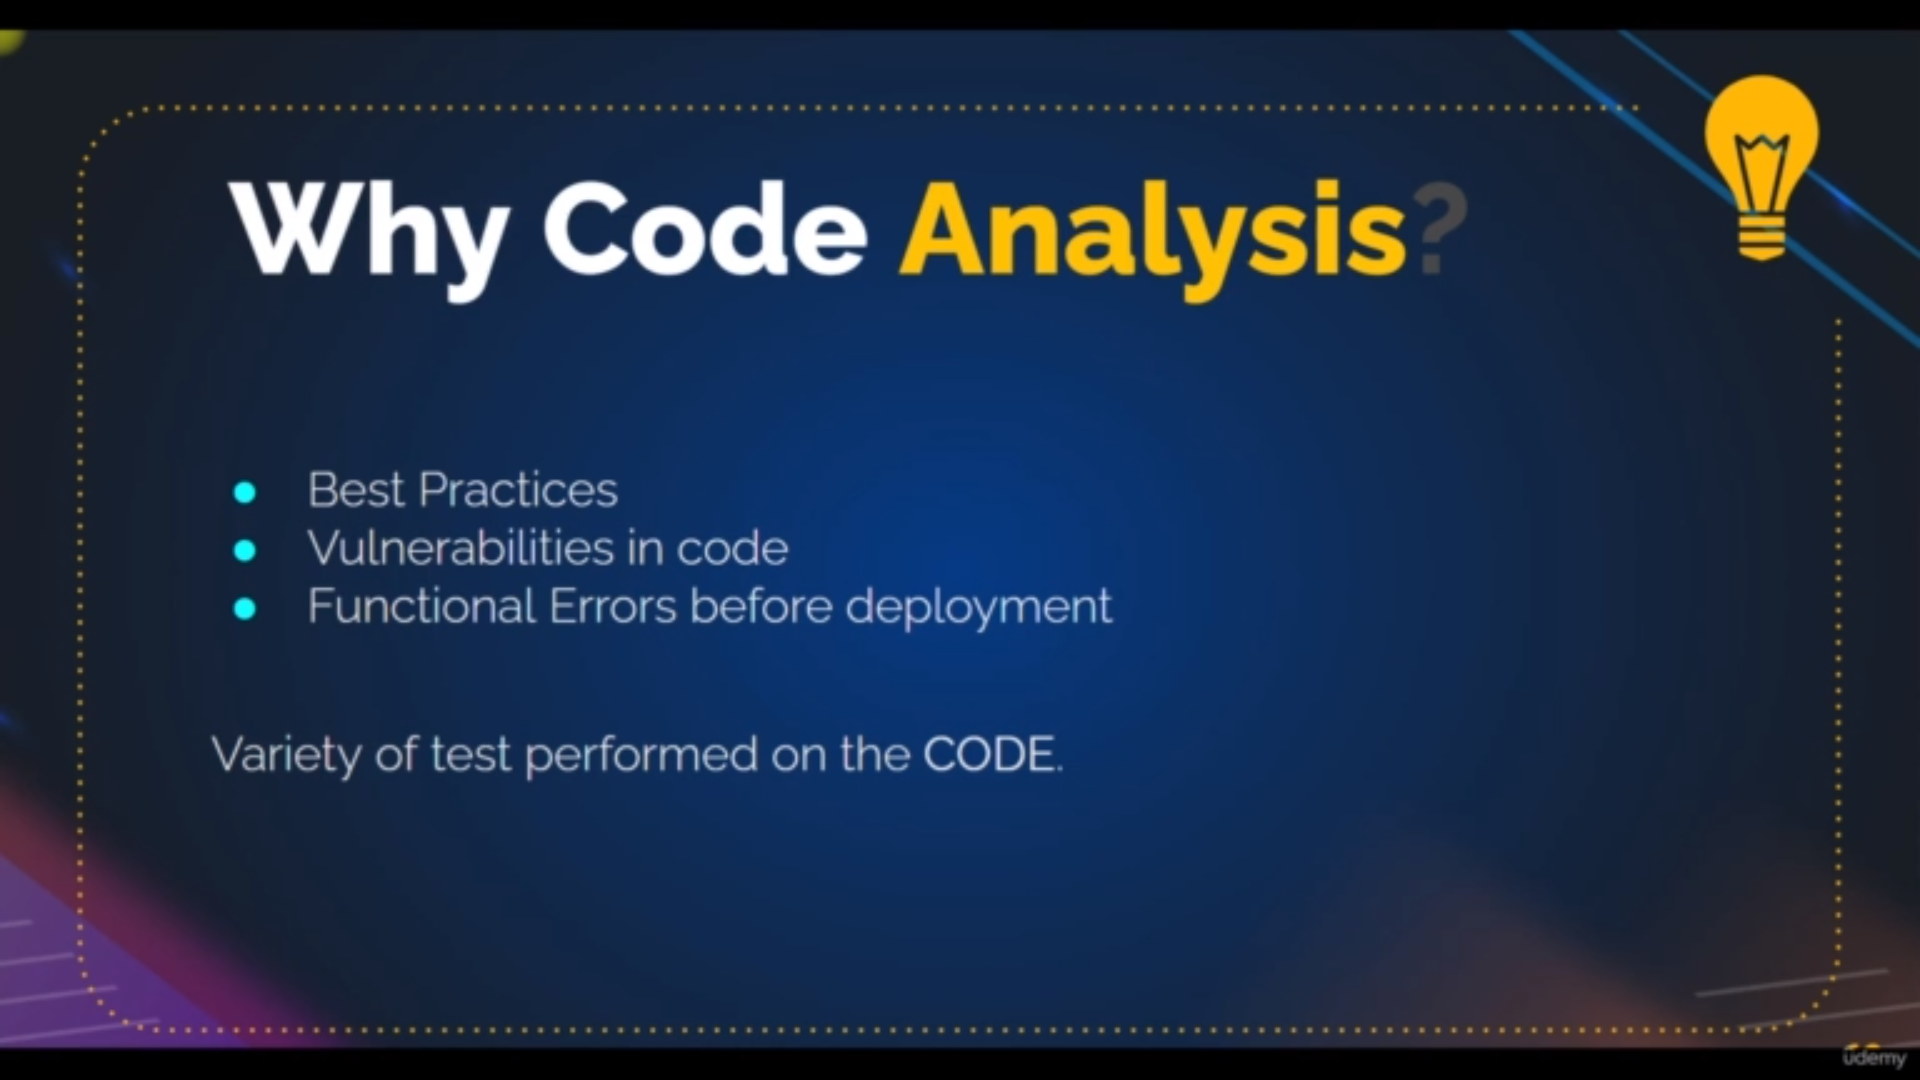 Why Code Analysis?
Best Practices
Vulnerabilities in code
Functional Errors before deployment
Variety of test performed on the CODE.
udemy